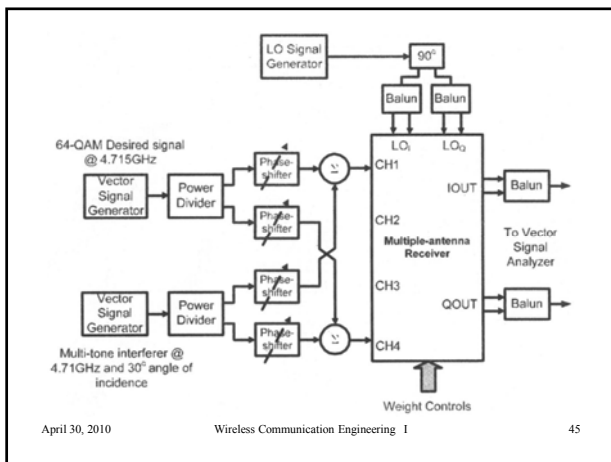 LO Signal
Generator
90°
Balun
Balun
LO_I
LO_Q
64-QAM Desired signal
@ 4.715GHz
Vector
Signal
Generator
Power
Divider
Phase-
shifter
Phase-
shifter
Σ
CH1
CH2
CH3
CH4
Multiple-antenna
Receiver
IOUT
QOUT
Balun
Balun
To Vector
Signal
Analyzer
Vector
Signal
Generator
Power
Divider
Phase-
shifter
Phase-
shifter
Σ
Multi-tone interferer @
4.71GHz and 30° angle of
incidence
Weight Controls
April 30, 2010
Wireless Communication Engineering I
45